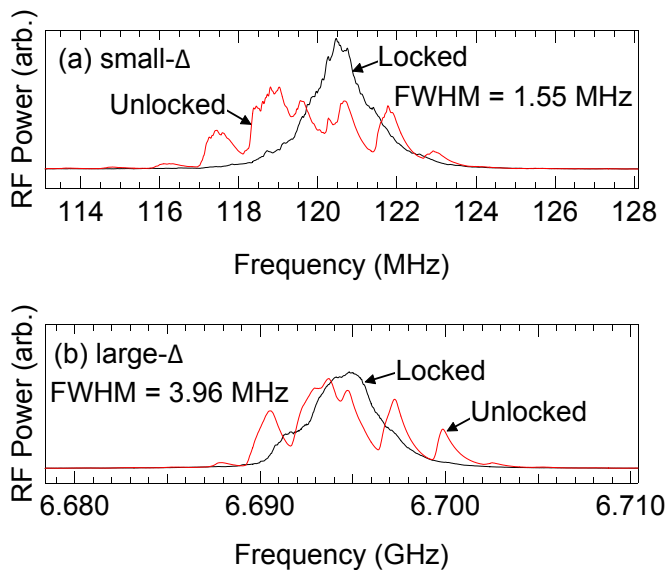 (a) small-Δ
Locked
Unlocked
FWHM = 1.55 MHz
RF Power (arb.)
114 116 118 120 122 124 126 128
Frequency (MHz)
(b) large-Δ
FWHM = 3.96 MHz
Locked
Unlocked
RF Power (arb.)
6.680 6.690 6.700 6.710
Frequency (GHz)